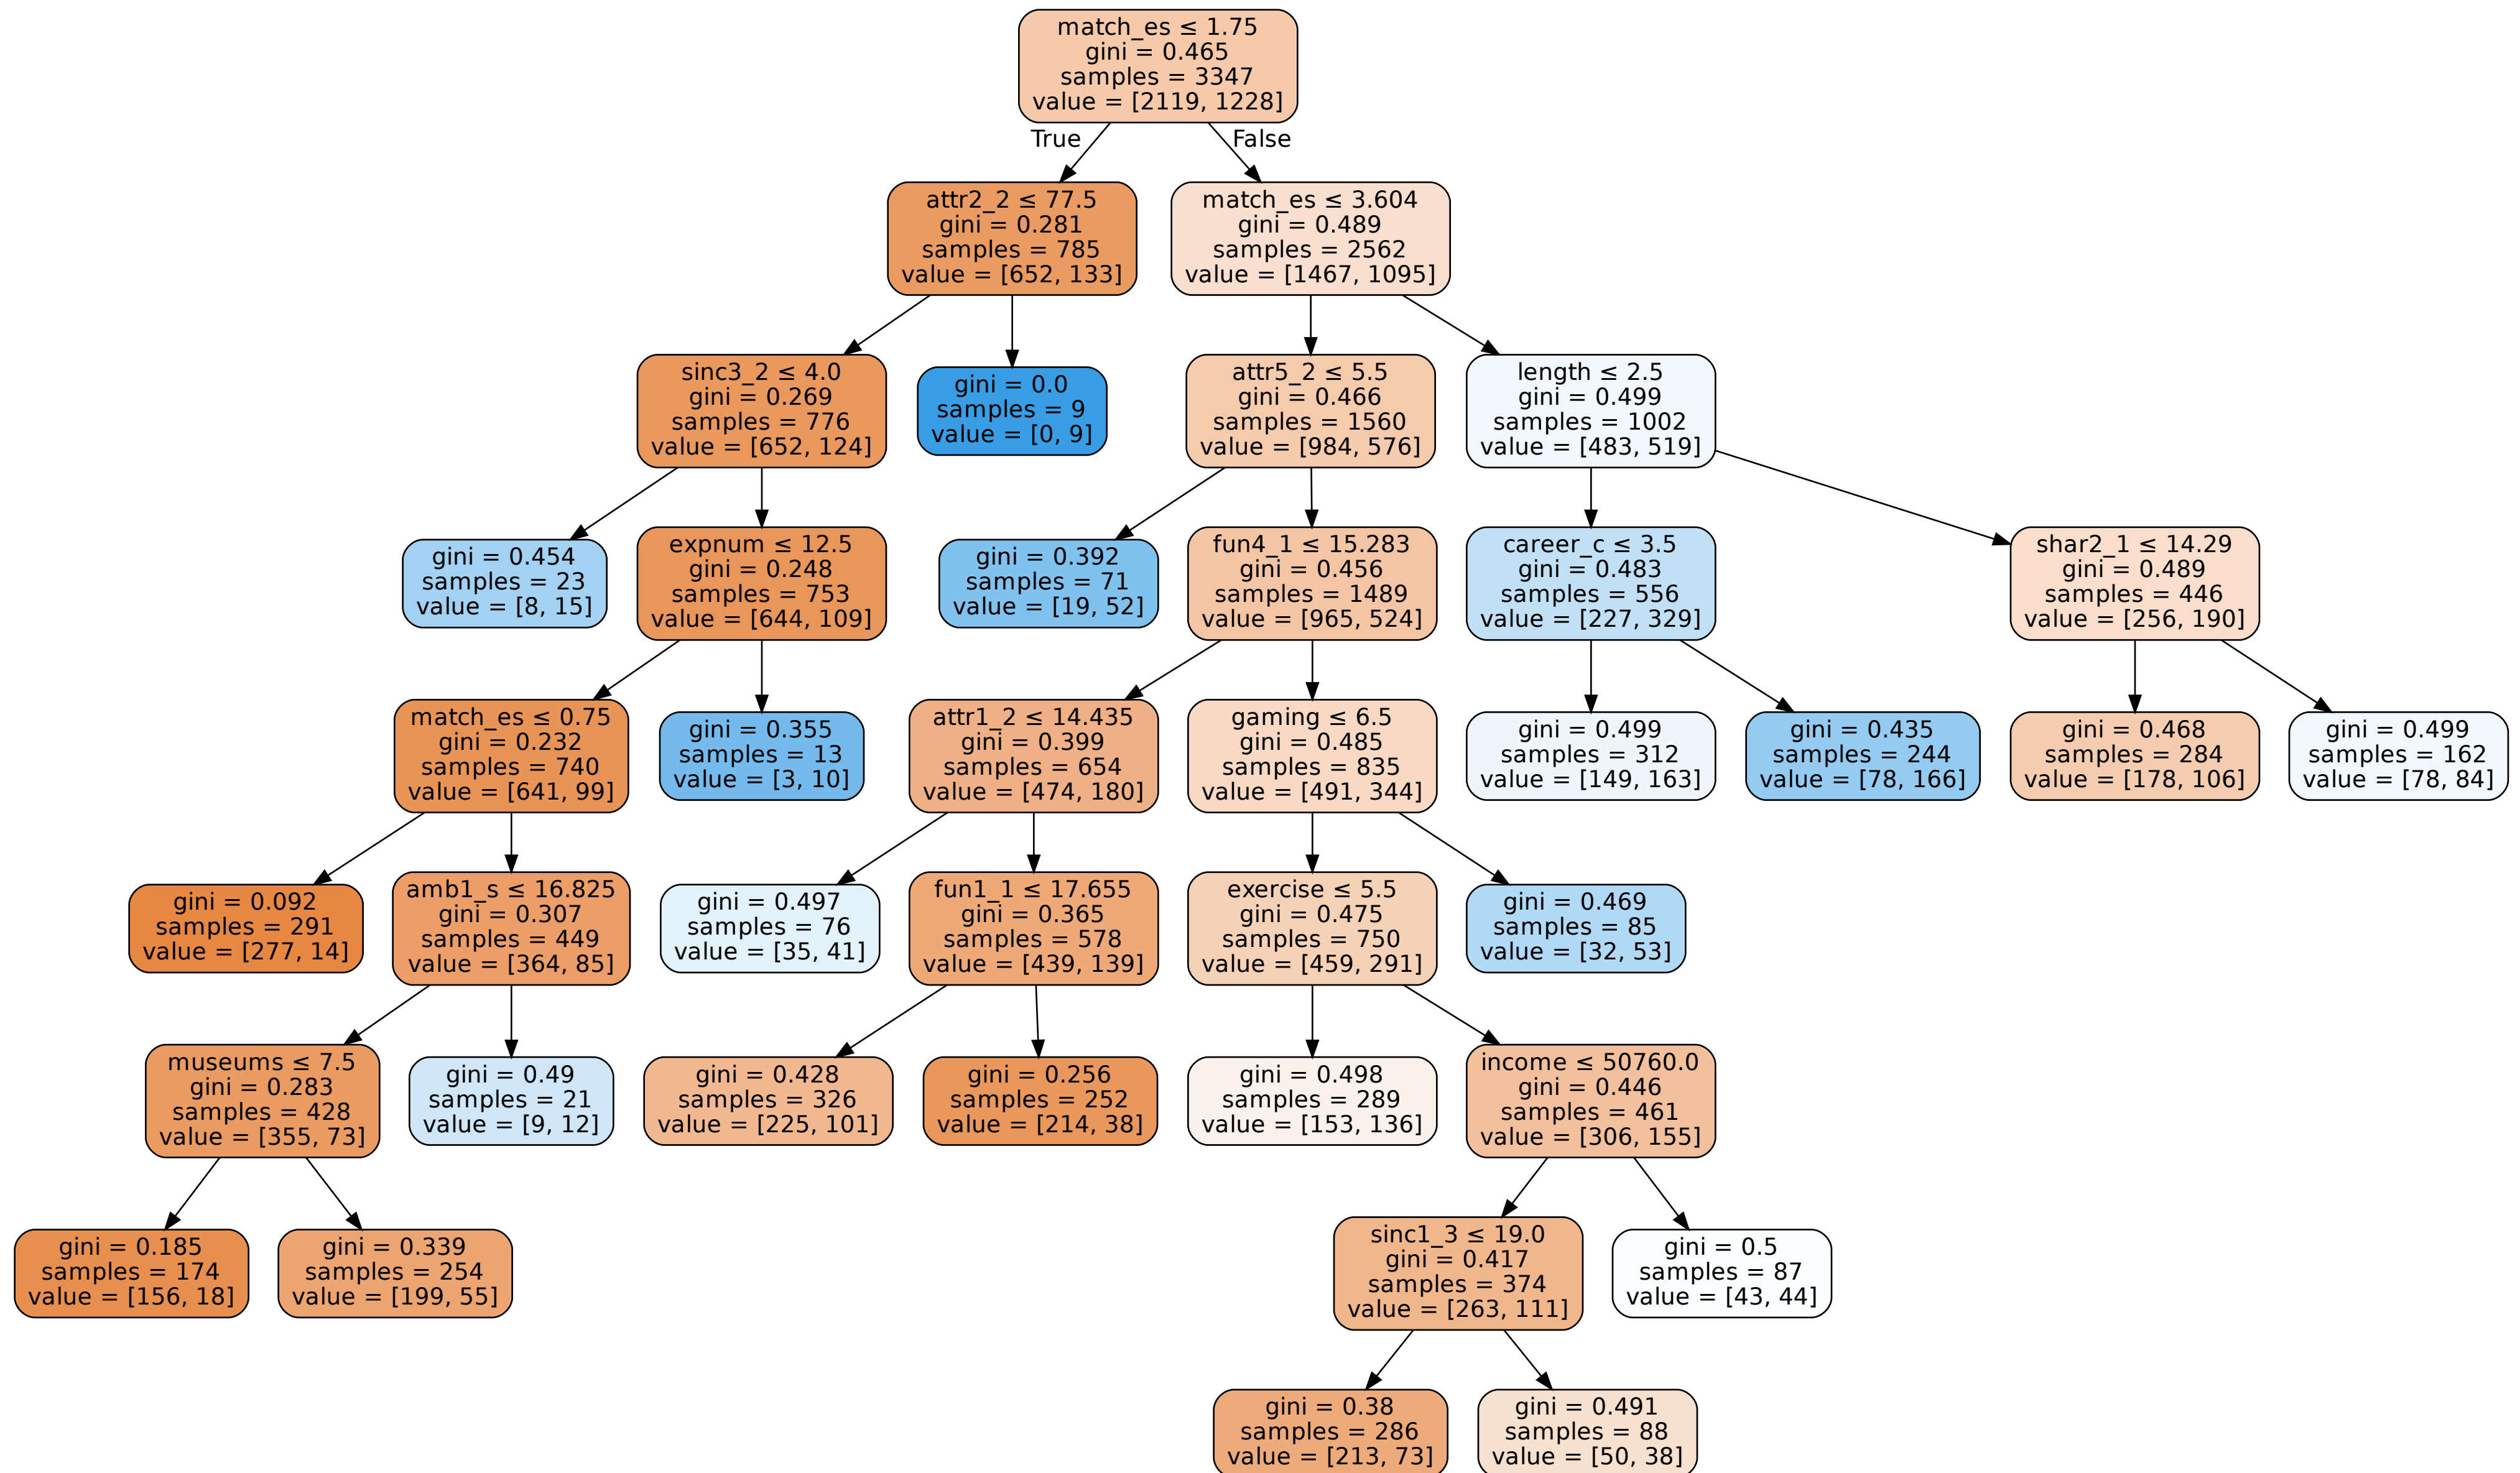 match_es ≤ 1.75
gini = 0.465
samples = 3347
value = [2119, 1228]
True
False
attr2_2 ≤ 77.5
gini = 0.281
samples = 785
value = [652, 133]
match_es ≤ 3.604
gini = 0.489
samples = 2562
value = [1467, 1095]
sinc3_2 ≤ 4.0
gini = 0.269
samples = 776
value = [652, 124]
gini = 0.0
samples = 9
value = [0, 9]
attr5_2 ≤ 5.5
gini = 0.466
samples = 1560
value = [984, 576]
length ≤ 2.5
gini = 0.499
samples = 1002
value = [483, 519]
gini = 0.454
samples = 23
value = [8, 15]
expnum ≤ 12.5
gini = 0.248
samples = 753
value = [644, 109]
gini = 0.392
samples = 71
value = [19, 52]
fun4_1 ≤ 15.283
gini = 0.456
samples = 1489
value = [965, 524]
career_c ≤ 3.5
gini = 0.483
samples = 556
value = [227, 329]
shar2_1 ≤ 14.29
gini = 0.489
samples = 446
value = [256, 190]
match_es ≤ 0.75
gini = 0.232
samples = 740
value = [641, 99]
gini = 0.355
samples = 13
value = [3, 10]
attr1_2 ≤ 14.435
gini = 0.399
samples = 654
value = [474, 180]
gaming ≤ 6.5
gini = 0.485
samples = 835
value = [491, 344]
gini = 0.499
samples = 312
value = [149, 163]
gini = 0.435
samples = 244
value = [78, 166]
gini = 0.468
samples = 284
value = [178, 106]
gini = 0.499
samples = 162
value = [78, 84]
gini = 0.092
samples = 291
value = [277, 14]
amb1_s ≤ 16.825
gini = 0.307
samples = 449
value = [364, 85]
gini = 0.497
samples = 76
value = [35, 41]
fun1_1 ≤ 17.655
gini = 0.365
samples = 578
value = [439, 139]
exercise ≤ 5.5
gini = 0.475
samples = 750
value = [459, 291]
gini = 0.469
samples = 85
value = [32, 53]
museums ≤ 7.5
gini = 0.283
samples = 428
value = [355, 73]
gini = 0.49
samples = 21
value = [9, 12]
gini = 0.428
samples = 326
value = [225, 101]
gini = 0.256
samples = 252
value = [214, 38]
gini = 0.498
samples = 289
value = [153, 136]
income ≤ 50760.0
gini = 0.446
samples = 461
value = [306, 155]
gini = 0.185
samples = 174
value = [156, 18]
gini = 0.339
samples = 254
value = [199, 55]
sinc1_3 ≤ 19.0
gini = 0.417
samples = 374
value = [263, 111]
gini = 0.5
samples = 87
value = [43, 44]
gini = 0.38
samples = 286
value = [213, 73]
gini = 0.491
samples = 88
value = [50, 38]